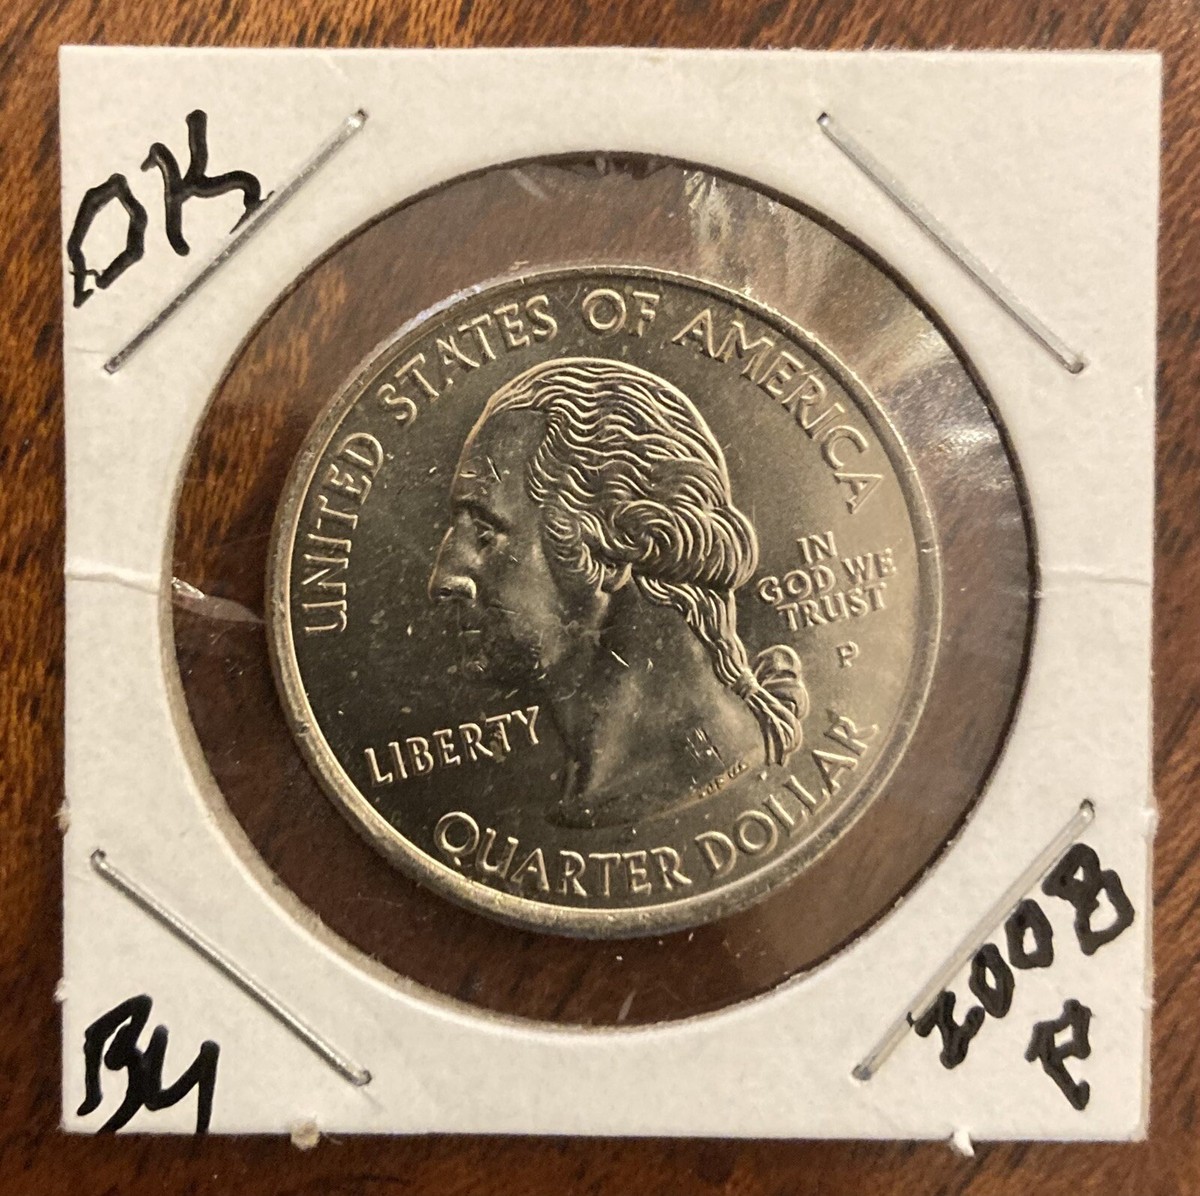 OK
UNITED STATES OF AMERICA
IN
GOD WE
TRUST
P
LIBERTY
QUARTER DOLLAR
BU
2008
P